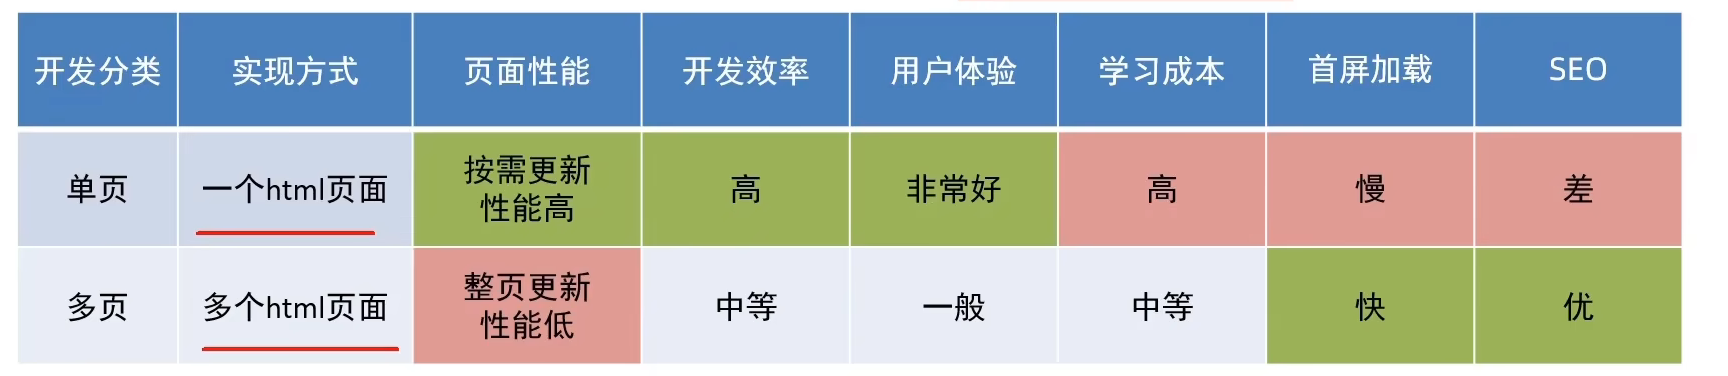 开发分类 实现方式 页面性能 开发效率 用户体验 学习成本 首屏加载 SEO
单页 一个html页面 按需更新 性能高 高 非常好 高 慢 差
多页 多个html页面 整页更新 性能低 中等 一般 中等 快 优